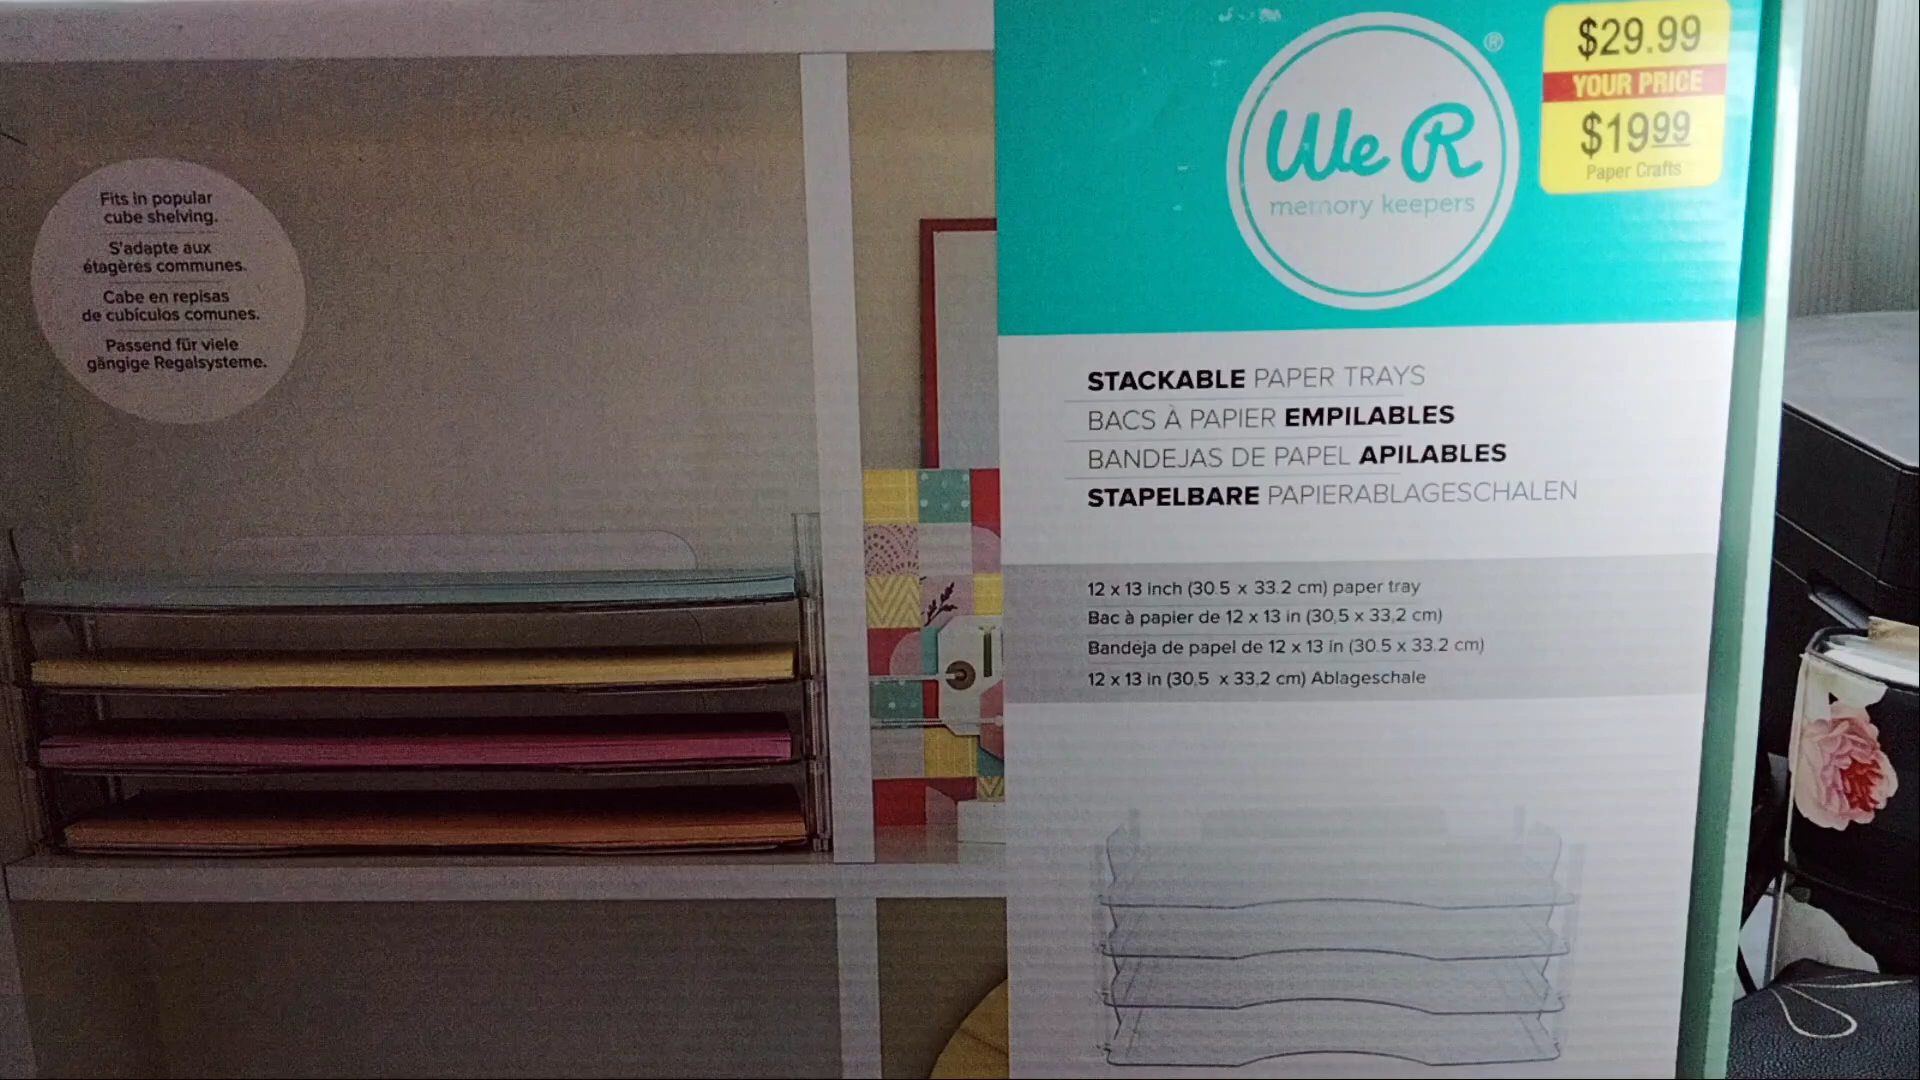 Fits in popular
cube shelving.
S'adapte aux
étagères communes.
Cabe en repisas
de cubículos comunes.
Passend für viele
gängige Regalsysteme.
We R
®
memory keepers
$29.99
YOUR PRICE
$19.99
Paper Crafts
STACKABLE PAPER TRAYS
BACS À PAPIER EMPILABLES
BANDEJAS DE PAPEL APILABLES
STAPELBARE PAPIERABLAGESCHALEN
12 x 13 inch (30.5 x 33.2 cm) paper tray
Bac à papier de 12 x 13 in (30,5 x 33,2 cm)
Bandeja de papel de 12 x 13 in (30.5 x 33.2 cm)
12 x 13 in (30,5 x 33,2 cm) Ablageschale